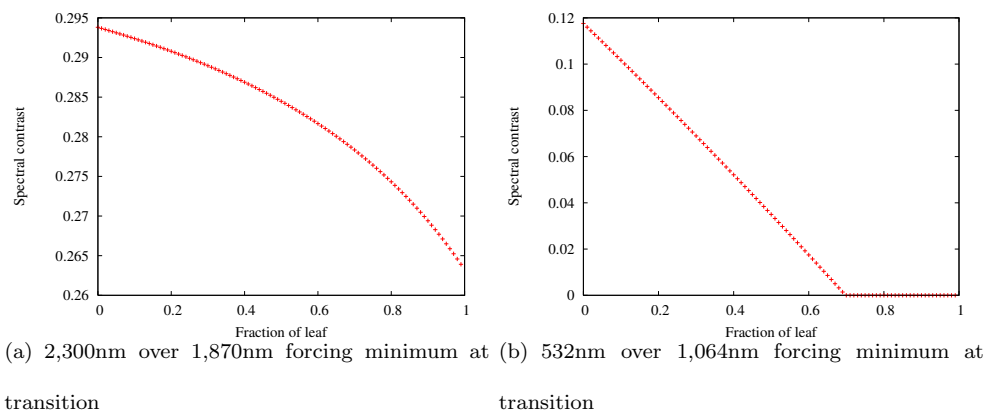 0.295
0.29
0.285
0.28
0.275
0.27
0.265
0.26
Spectral contrast
0 0.2 0.4 0.6 0.8 1
Fraction of leaf
(a) 2,300nm over 1,870nm forcing minimum at
transition
0.12
0.1
0.08
0.06
0.04
0.02
0
Spectral contrast
0 0.2 0.4 0.6 0.8 1
Fraction of leaf
(b) 532nm over 1,064nm forcing minimum at
transition